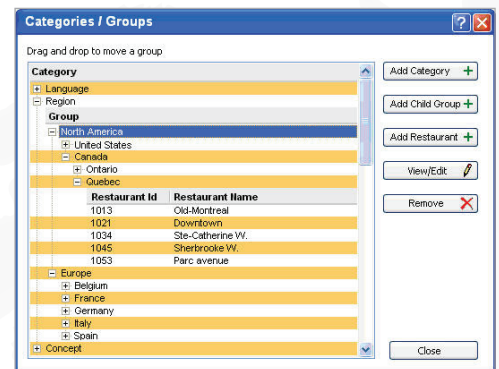 Categories / Groups
Drag and drop to move a group
Category
Language
Region
Group
North America
United States
Canada
Ontario
Quebec
Restaurant Id Restaurant Name
1013 Old-Montreal
1021 Downtown
1034 Ste-Catherine W.
1045 Sherbrooke W.
1053 Parc avenue
Europe
Belgium
France
Germany
Italy
Spain
Concept
Add Category +
Add Child Group +
Add Restaurant +
View/Edit
Remove
Close